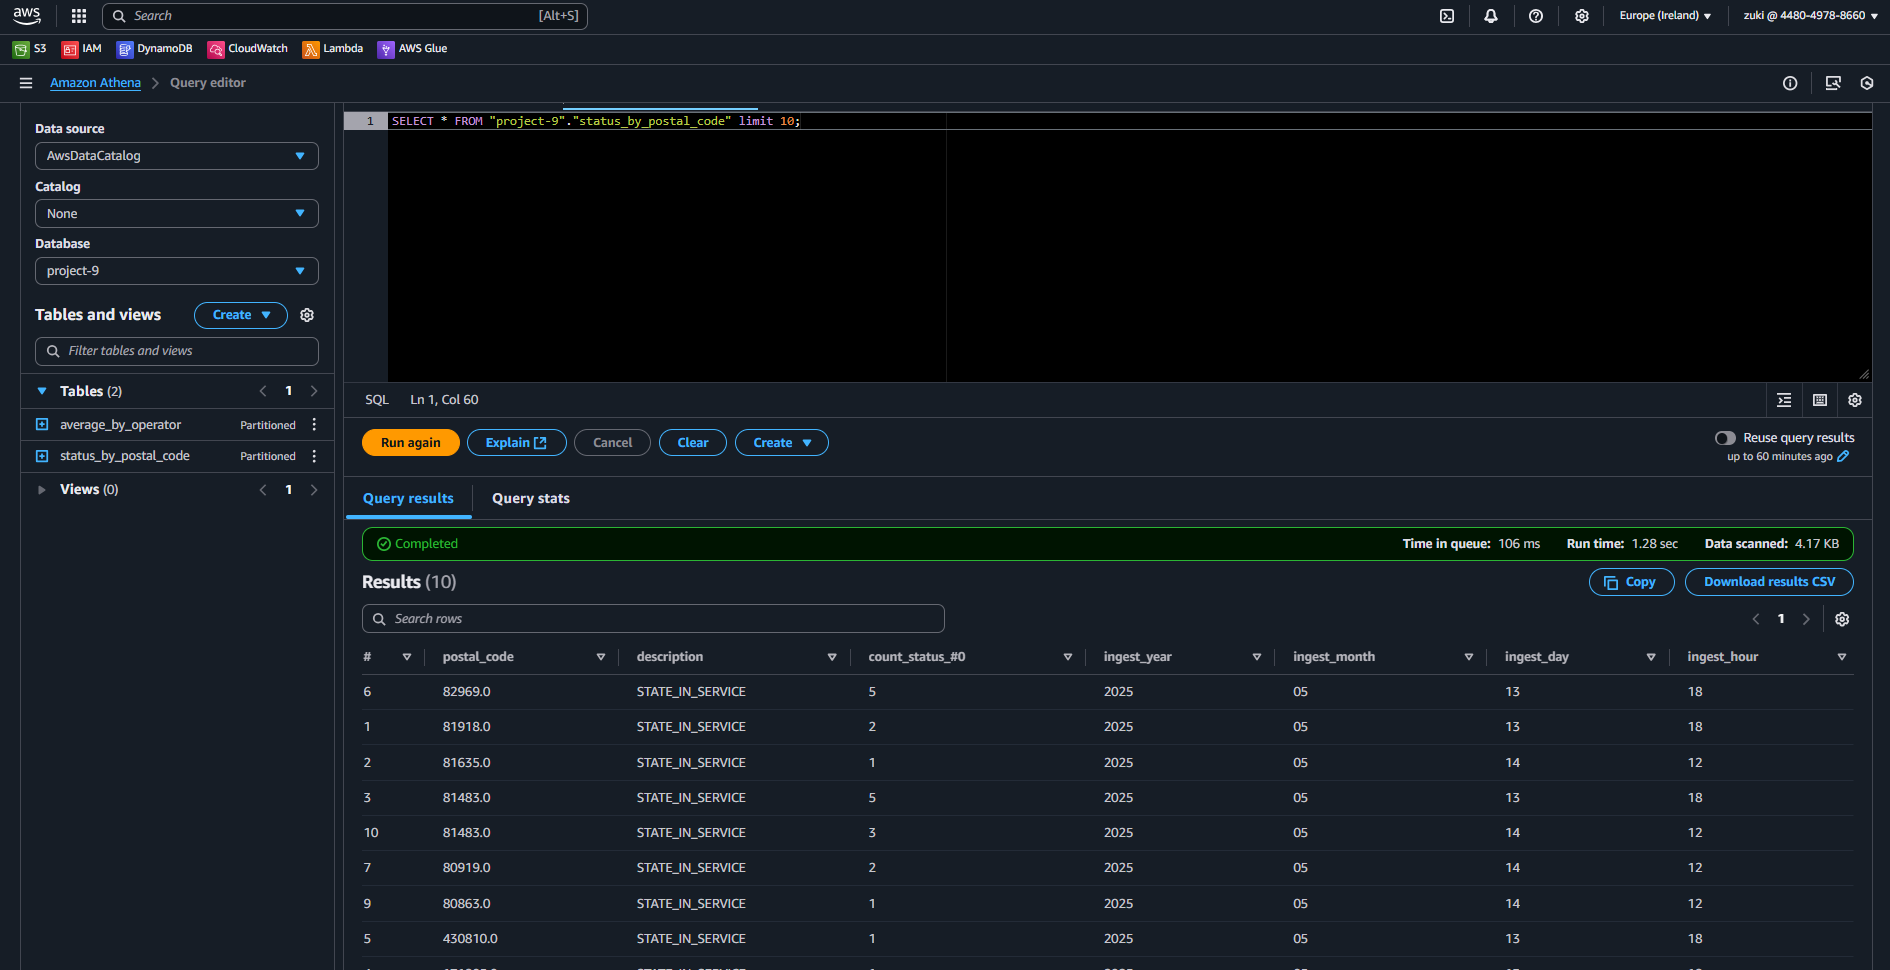 aws Search [Alt+S] Europe (Ireland) zuki @ 4480-4978-8660
S3 IAM DynamoDB CloudWatch Lambda AWS Glue
Amazon Athena Query editor
Data source
AwsDataCatalog
Catalog
None
Database
project-9
Tables and views Create
Filter tables and views
Tables (2) 1
average_by_operator Partitioned
status_by_postal_code Partitioned
Views (0) 1
1 SELECT * FROM "project-9"."status_by_postal_code" limit 10;
SQL Ln 1, Col 60
Run again Explain Cancel Clear Create Reuse query results
up to 60 minutes ago
Query results Query stats
Completed Time in queue: 106 ms Run time: 1.28 sec Data scanned: 4.17 KB
Results (10) Copy Download results CSV
Search rows 1
# postal_code description count_status_#0 ingest_year ingest_month ingest_day ingest_hour
6 82969.0 STATE_IN_SERVICE 5 2025 05 13 18
1 81918.0 STATE_IN_SERVICE 2 2025 05 13 18
2 81635.0 STATE_IN_SERVICE 1 2025 05 14 12
3 81483.0 STATE_IN_SERVICE 5 2025 05 13 18
10 81483.0 STATE_IN_SERVICE 3 2025 05 14 12
7 80919.0 STATE_IN_SERVICE 2 2025 05 14 12
9 80863.0 STATE_IN_SERVICE 1 2025 05 14 12
5 430810.0 STATE_IN_SERVICE 1 2025 05 13 18